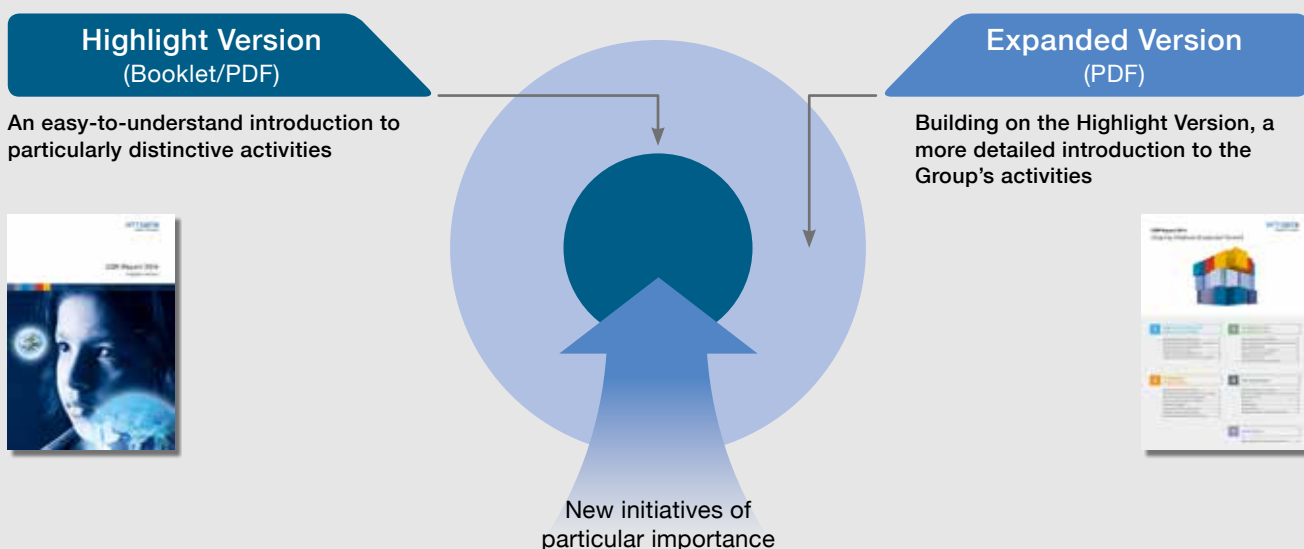 Highlight Version
(Booklet/PDF)
An easy-to-understand introduction to
particularly distinctive activities
Expanded Version
(PDF)
Building on the Highlight Version, a
more detailed introduction to the
Group’s activities
New initiatives of
particular importance